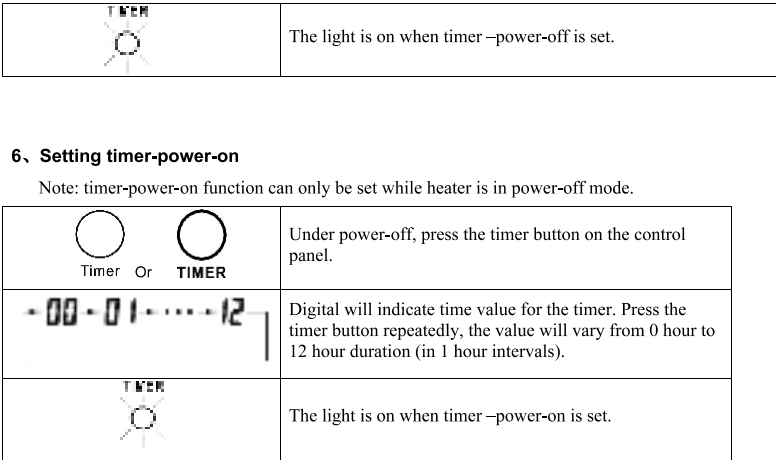 TIMER
The light is on when timer –power-off is set.
6、Setting timer-power-on
Note: timer-power-on function can only be set while heater is in power-off mode.
Timer Or TIMER
Under power-off, press the timer button on the control
panel.
00 01 ···· 12
Digital will indicate time value for the timer. Press the
timer button repeatedly, the value will vary from 0 hour to
12 hour duration (in 1 hour intervals).
TIMER
The light is on when timer –power-on is set.